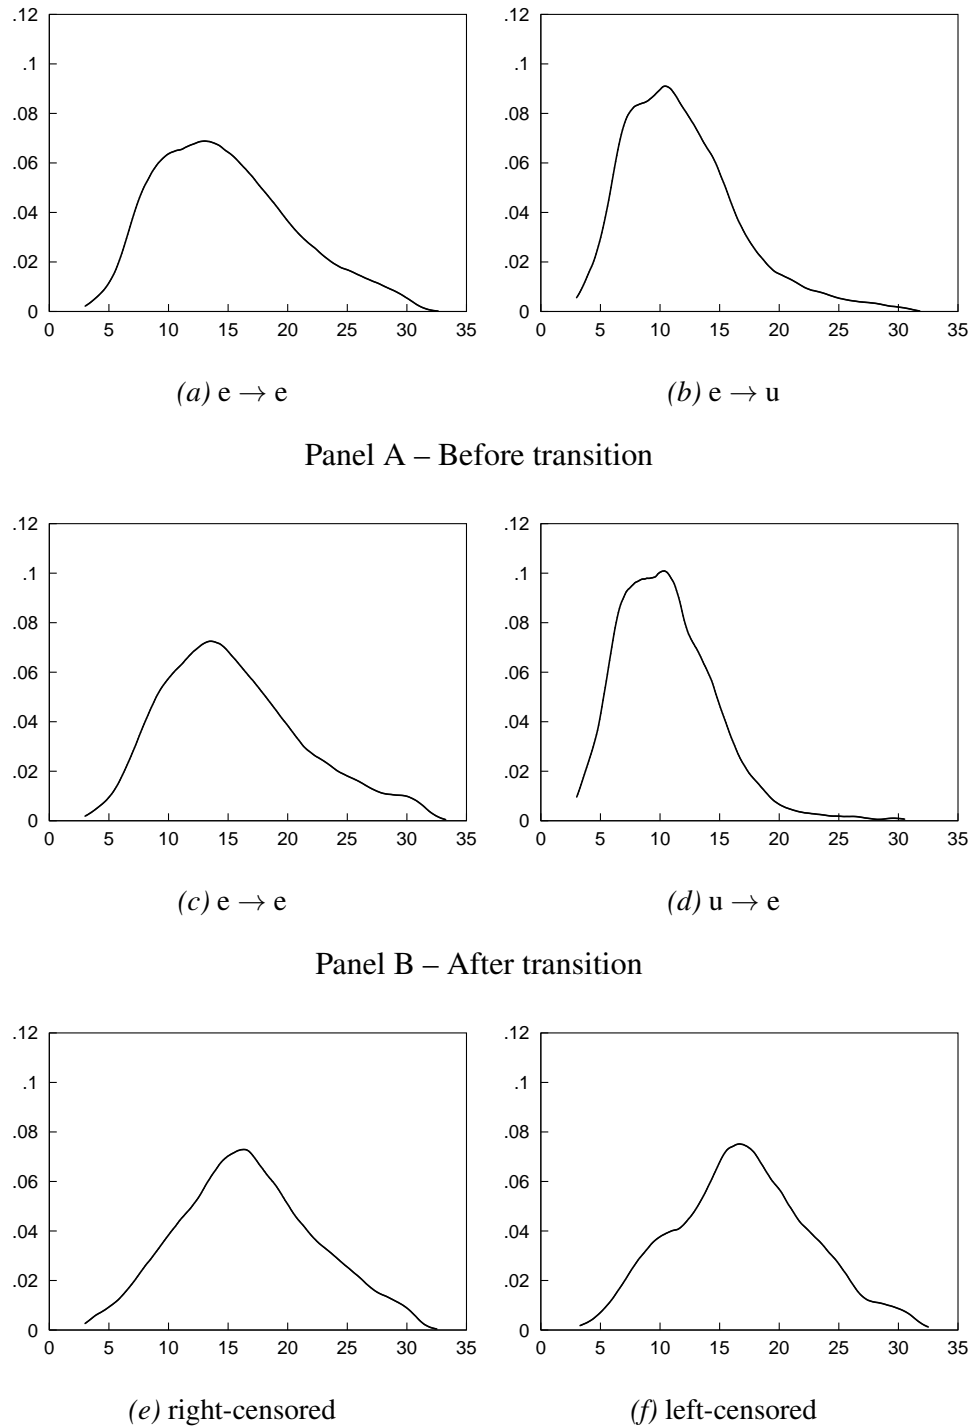 .12 .12
.1 .1
.08 .08
.06 .06
.04 .04
.02 .02
0 0
0 5 10 15 20 25 30 35 0 5 10 15 20 25 30 35
(a) e → e (b) e → u
Panel A – Before transition
.12 .12
.1 .1
.08 .08
.06 .06
.04 .04
.02 .02
0 0
0 5 10 15 20 25 30 35 0 5 10 15 20 25 30 35
(c) e → e (d) u → e
Panel B – After transition
.12 .12
.1 .1
.08 .08
.06 .06
.04 .04
.02 .02
0 0
0 5 10 15 20 25 30 35 0 5 10 15 20 25 30 35
(e) right-censored (f) left-censored